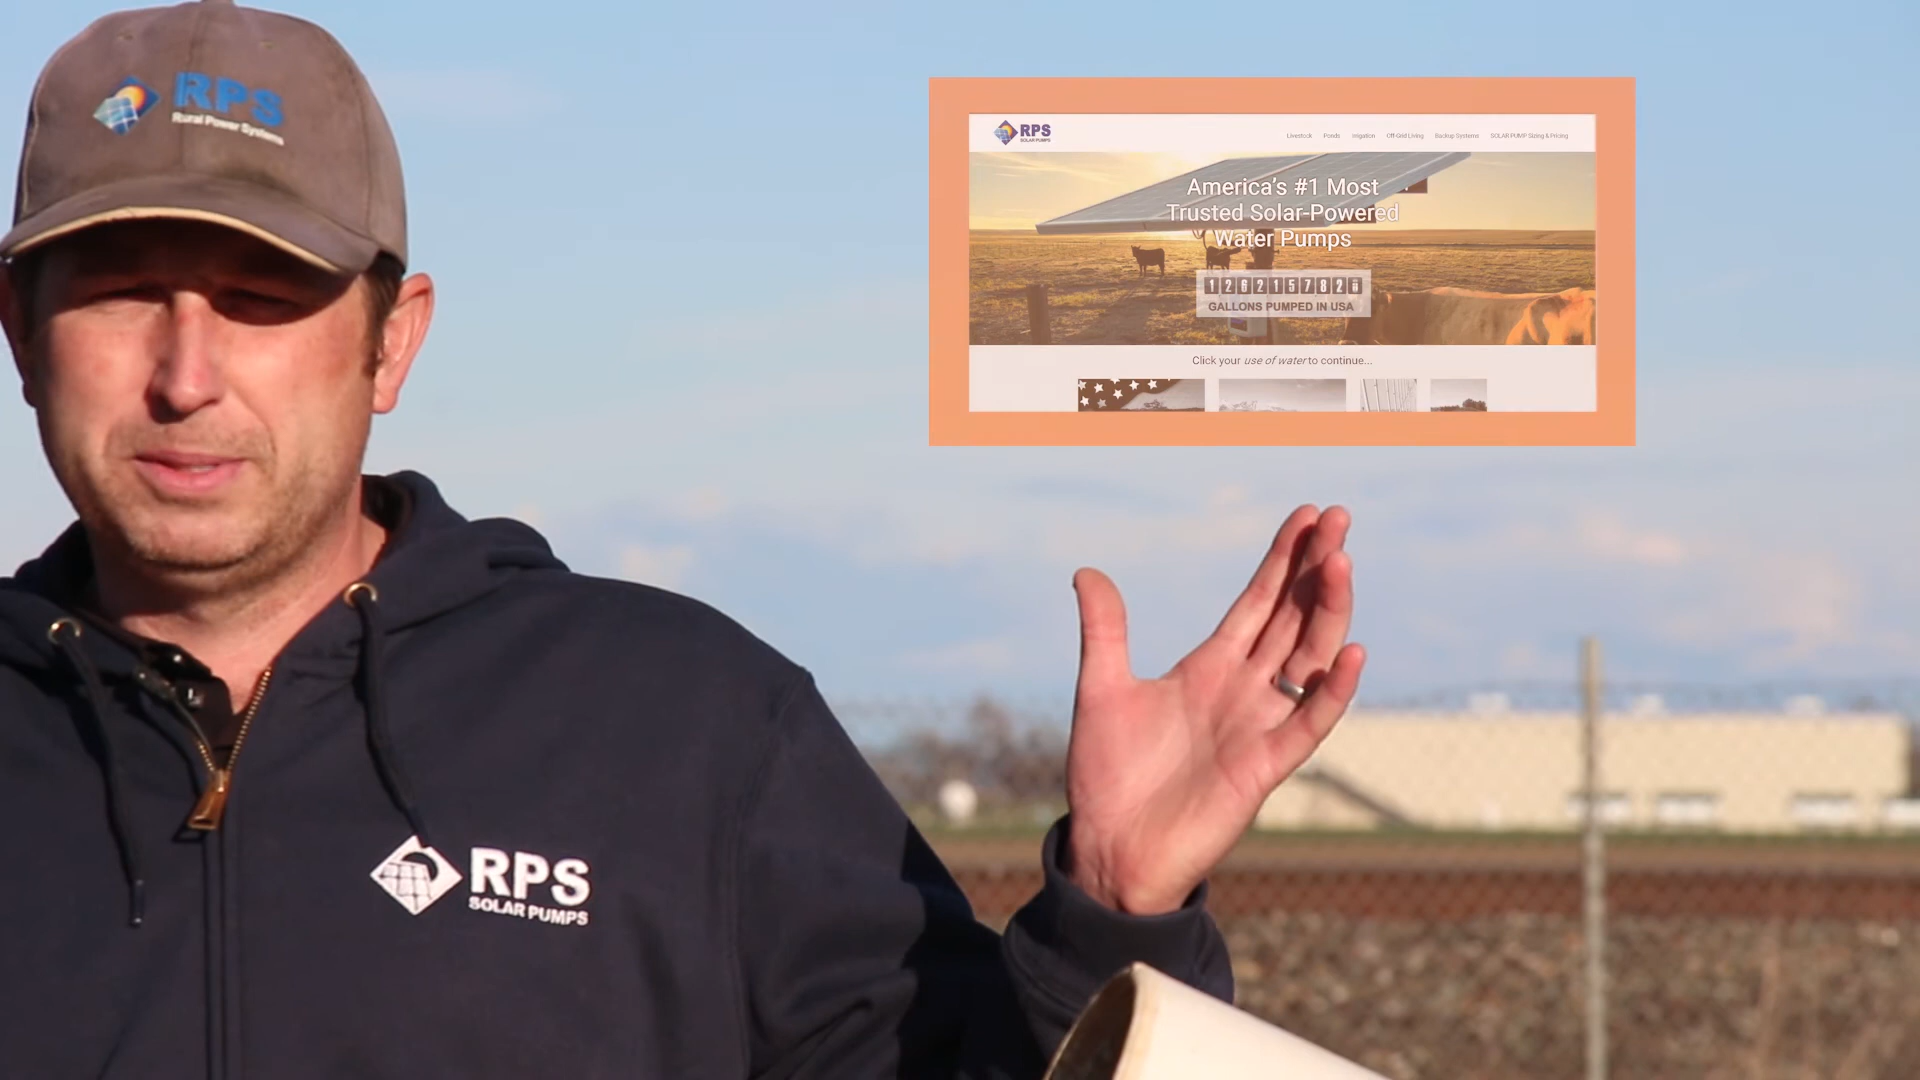 RPS
Rural Power Systems
RPS
SOLAR PUMPS
Livestock Ponds Irrigation Off-Grid Living Backup Systems SOLAR PUMP Sizing & Pricing
America's #1 Most
Trusted Solar-Powered
Water Pumps
GALLONS PUMPED IN USA
Click your use of water to continue...
RPS
SOLAR PUMPS